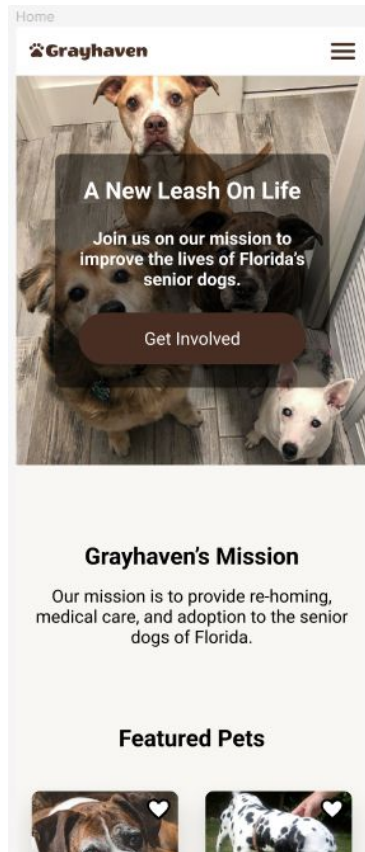 Home
Grayhaven
A New Leash On Life
Join us on our mission to
improve the lives of Florida's
senior dogs.
Get Involved
Grayhaven's Mission
Our mission is to provide re-homing,
medical care, and adoption to the senior
dogs of Florida.
Featured Pets